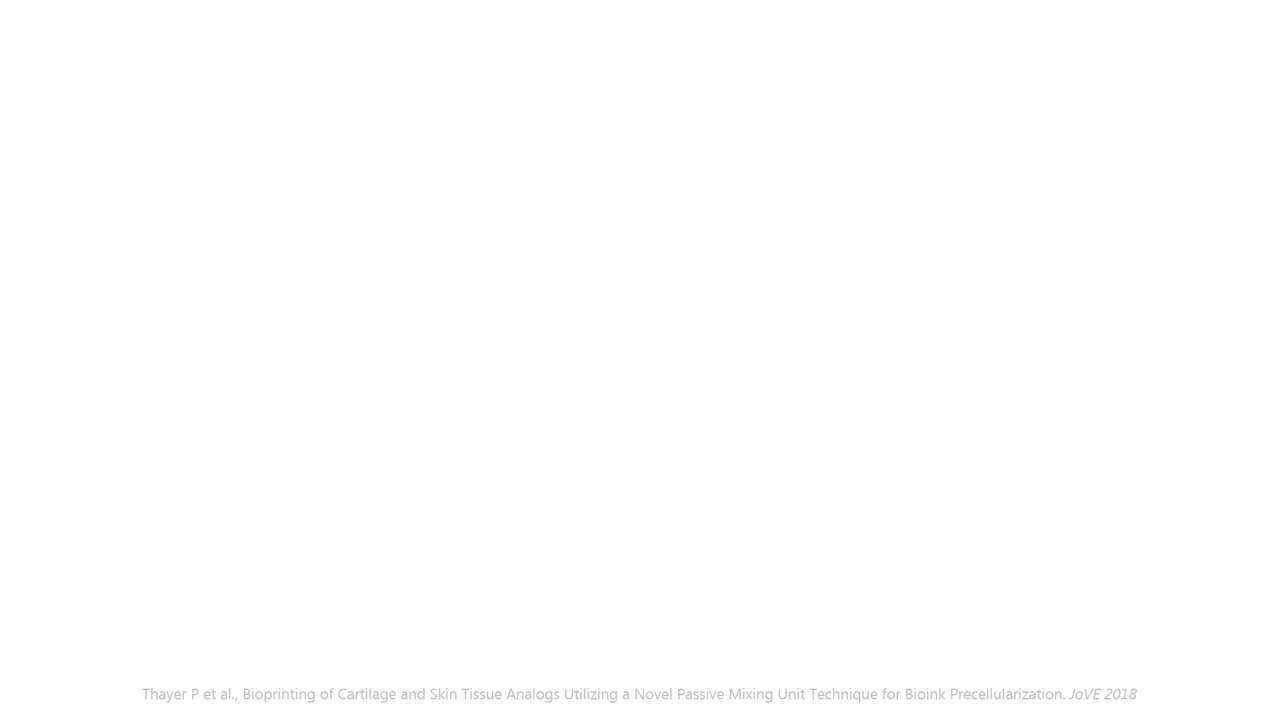 Thayer P et al., Bioprinting of Cartilage and Skin Tissue Analogs Utilizing a Novel Passive Mixing Unit Technique for Bioink Precellularization. JoVE 2018